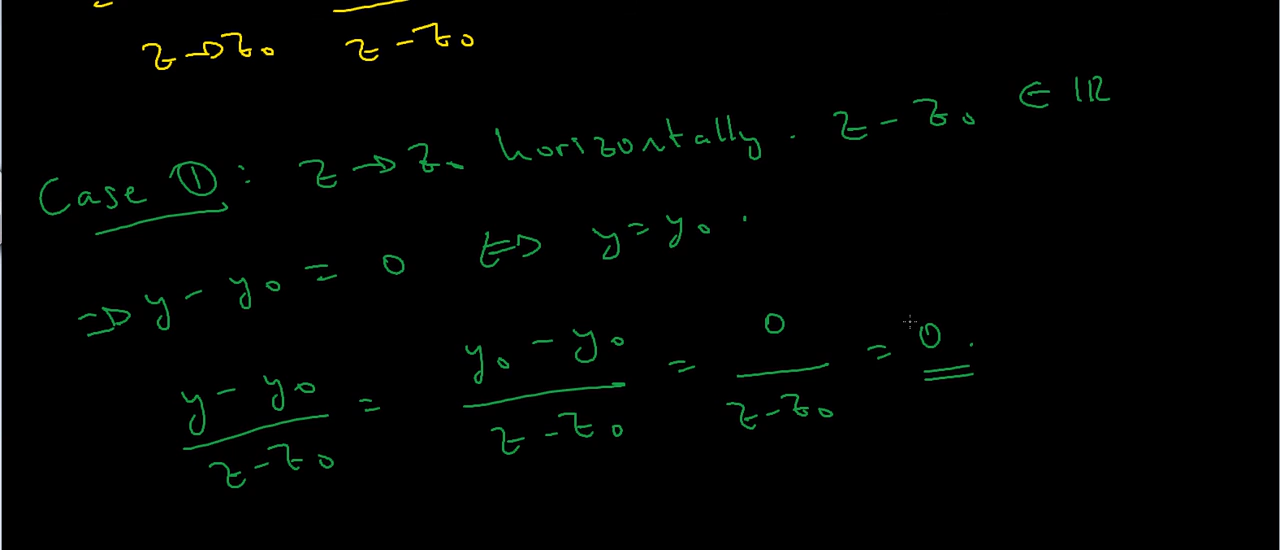 z → z₀ z - z₀
Case ①: z → z₀ horizontally. z - z₀ ∈ ℝ
⇒ y - y₀ = 0 ⇔ y = y₀.
(y - y₀)/(z - z₀) = (y₀ - y₀)/(z - z₀) = 0/(z - z₀) = 0.